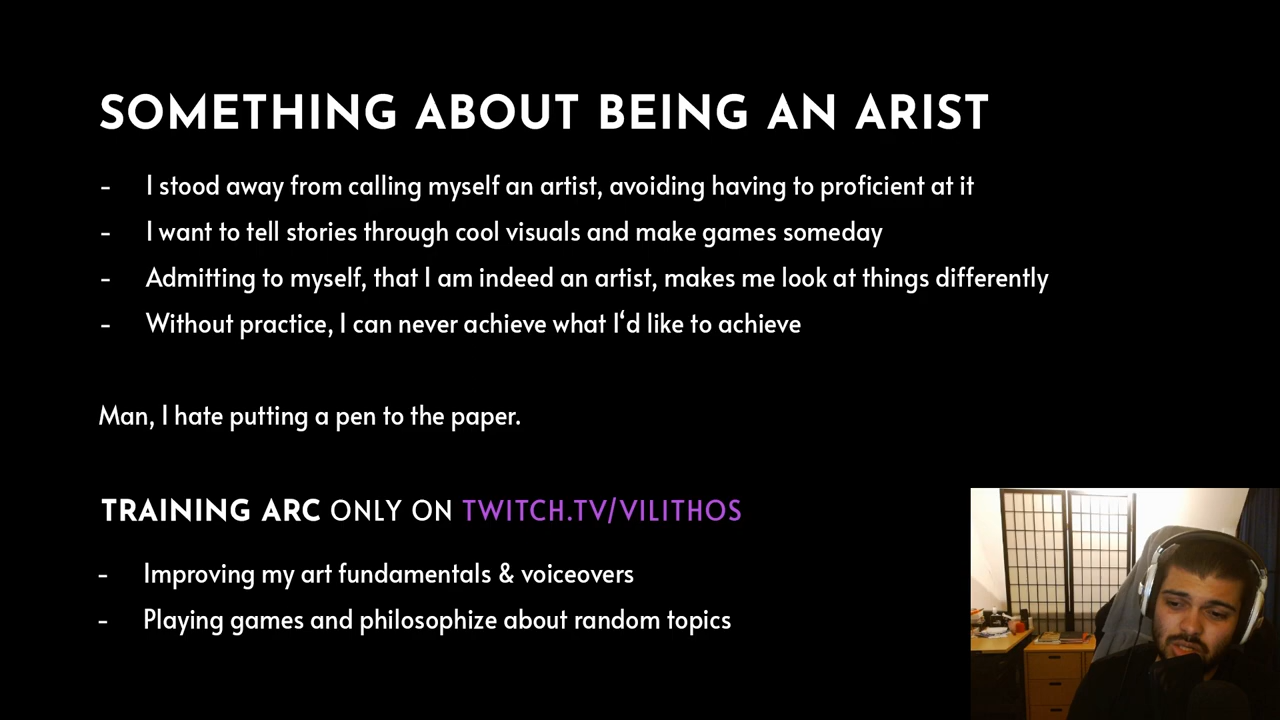 SOMETHING ABOUT BEING AN ARIST
- I stood away from calling myself an artist, avoiding having to proficient at it
- I want to tell stories through cool visuals and make games someday
- Admitting to myself, that I am indeed an artist, makes me look at things differently
- Without practice, I can never achieve what I‘d like to achieve
Man, I hate putting a pen to the paper.
TRAINING ARC ONLY ON TWITCH.TV/VILITHOS
- Improving my art fundamentals & voiceovers
- Playing games and philosophize about random topics